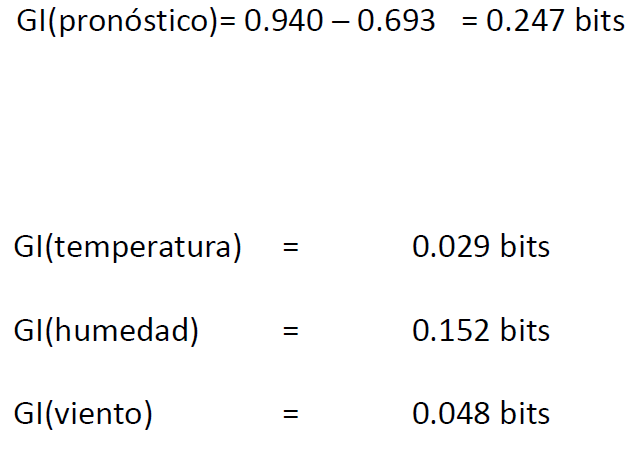 GI(pronóstico)= 0.940 – 0.693 = 0.247 bits
GI(temperatura) = 0.029 bits
GI(humedad) = 0.152 bits
GI(viento) = 0.048 bits